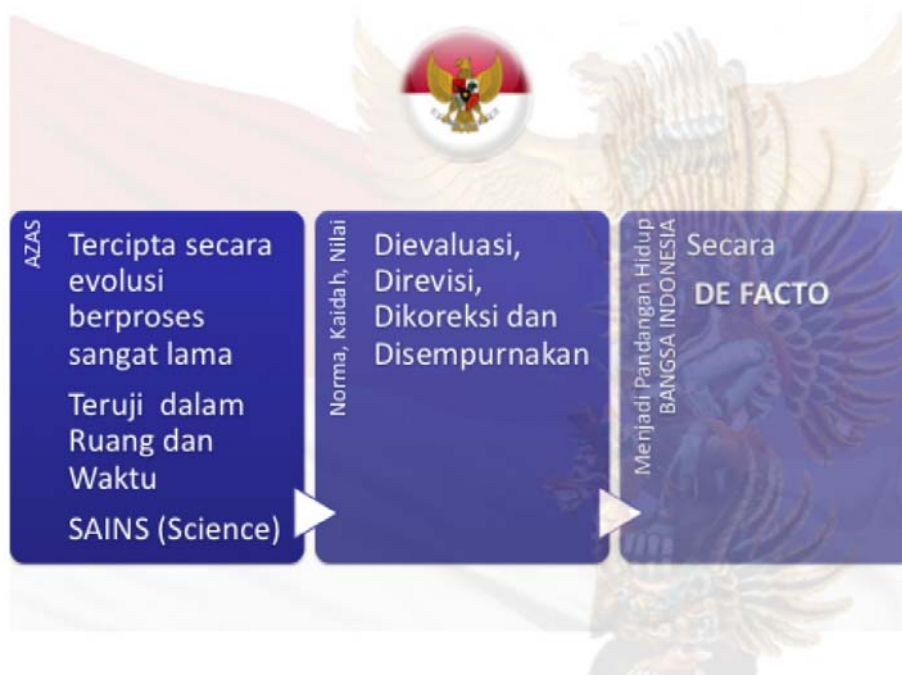 AZAS
Tercipta secara
evolusi
berproses
sangat lama
Teruji dalam
Ruang dan
Waktu
SAINS (Science)
Norma, Kaidah, Nilai
Dievaluasi,
Direvisi,
Dikoreksi dan
Disempurnakan
Menjadi Pandangan Hidup
BANGSA INDONESIA
Secara
DE FACTO